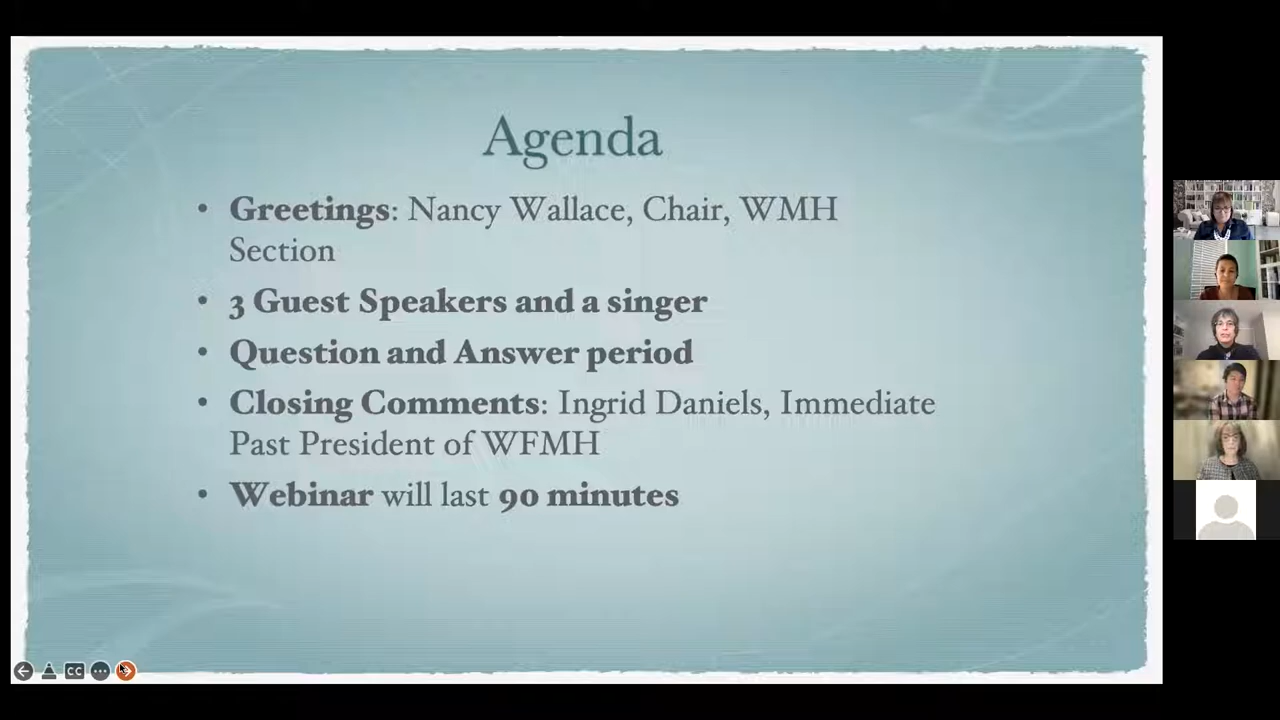 Agenda
• Greetings: Nancy Wallace, Chair, WMH
Section
• 3 Guest Speakers and a singer
• Question and Answer period
• Closing Comments: Ingrid Daniels, Immediate
Past President of WFMH
• Webinar will last 90 minutes
CC